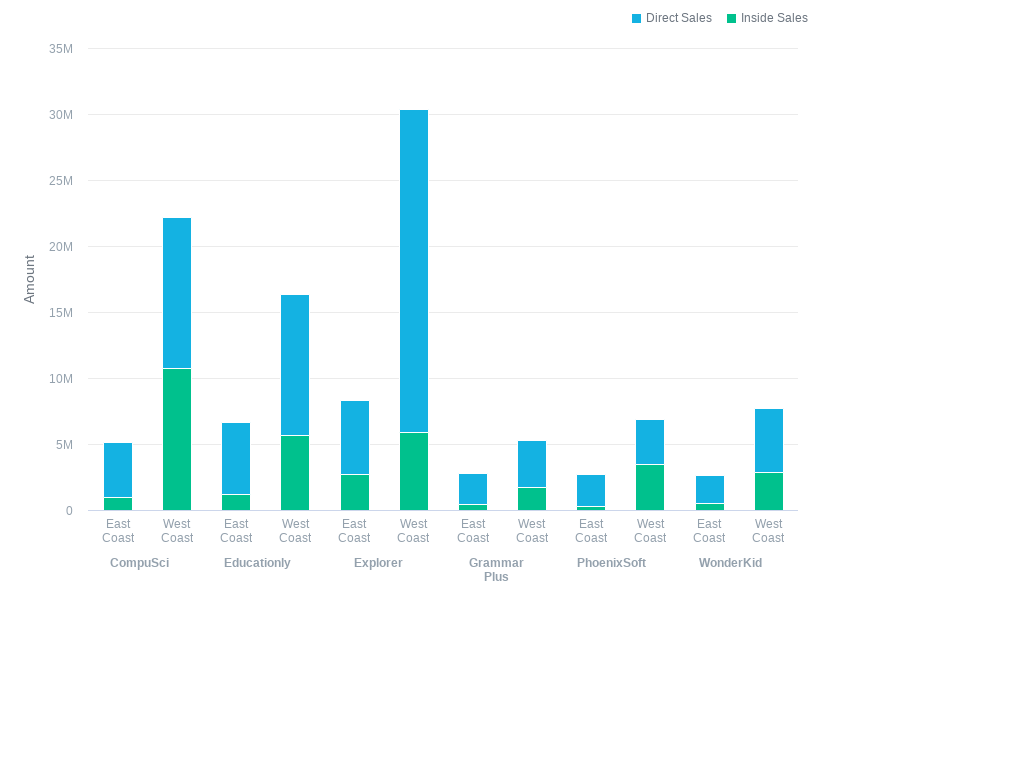 Direct Sales Inside Sales
35M
30M
25M
20M
15M
10M
5M
0
Amount
East West East West East West East West East West East West
Coast Coast Coast Coast Coast Coast Coast Coast Coast Coast Coast Coast
CompuSci Educationly Explorer Grammar PhoenixSoft WonderKid
Plus